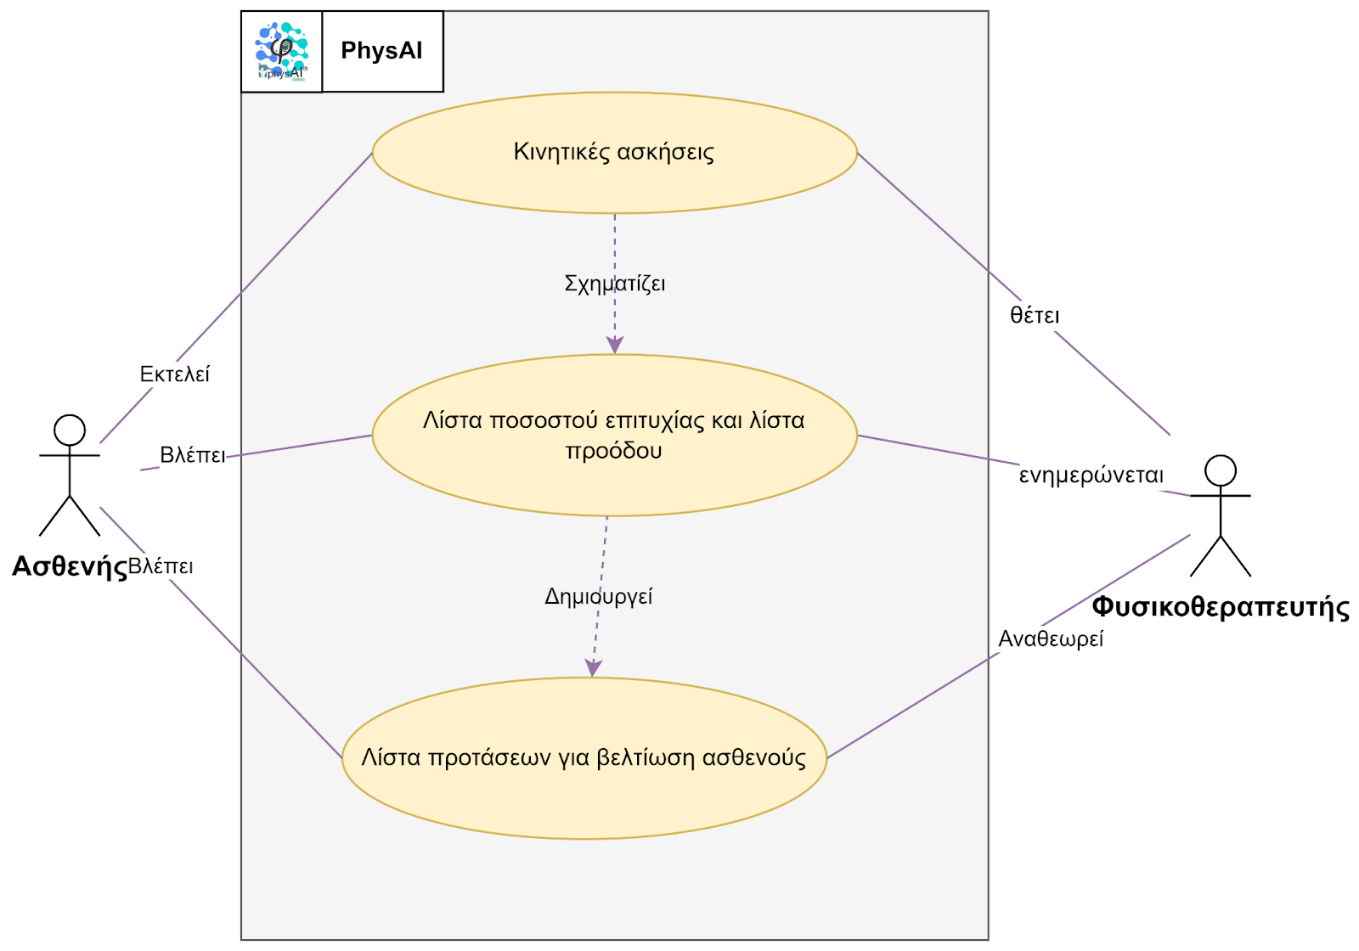 PhysAI
φ
physAI
Κινητικές ασκήσεις
Σχηματίζει
θέτει
Εκτελεί
Λίστα ποσοστού επιτυχίας και λίστα
προόδου
Βλέπει
ενημερώνεται
Ασθενής
Βλέπει
Δημιουργεί
Φυσικοθεραπευτής
Αναθεωρεί
Λίστα προτάσεων για βελτίωση ασθενούς